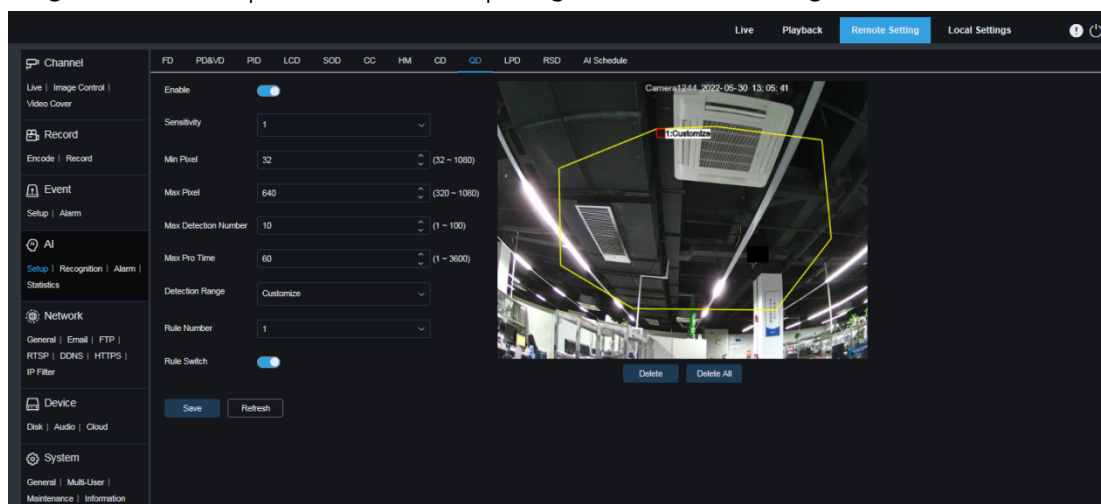 Live Playback Remote Setting Local Settings
Channel
Live | Image Control |
Video Cover
Record
Encode | Record
Event
Setup | Alarm
AI
Setup | Recognition | Alarm |
Statistics
Network
General | Email | FTP |
RTSP | DDNS | HTTPS |
IP Filter
Device
Disk | Audio | Cloud
System
General | Multi-User |
Maintenance | Information
FD PD&VD PID LCD SOD CC HM CD QD LPD RSD AI Schedule
Enable
Sensitivity 1
Min Pixel 32 (32 ~ 1080)
Max Pixel 640 (320 ~ 1080)
Max Detection Number 10 (1 ~ 100)
Max Pro Time 60 (1 ~ 3600)
Detection Range Customize
Rule Number 1
Rule Switch
Save Refresh
Camera1244 2022-05-30 13:05:41
1:Customize
Delete Delete All